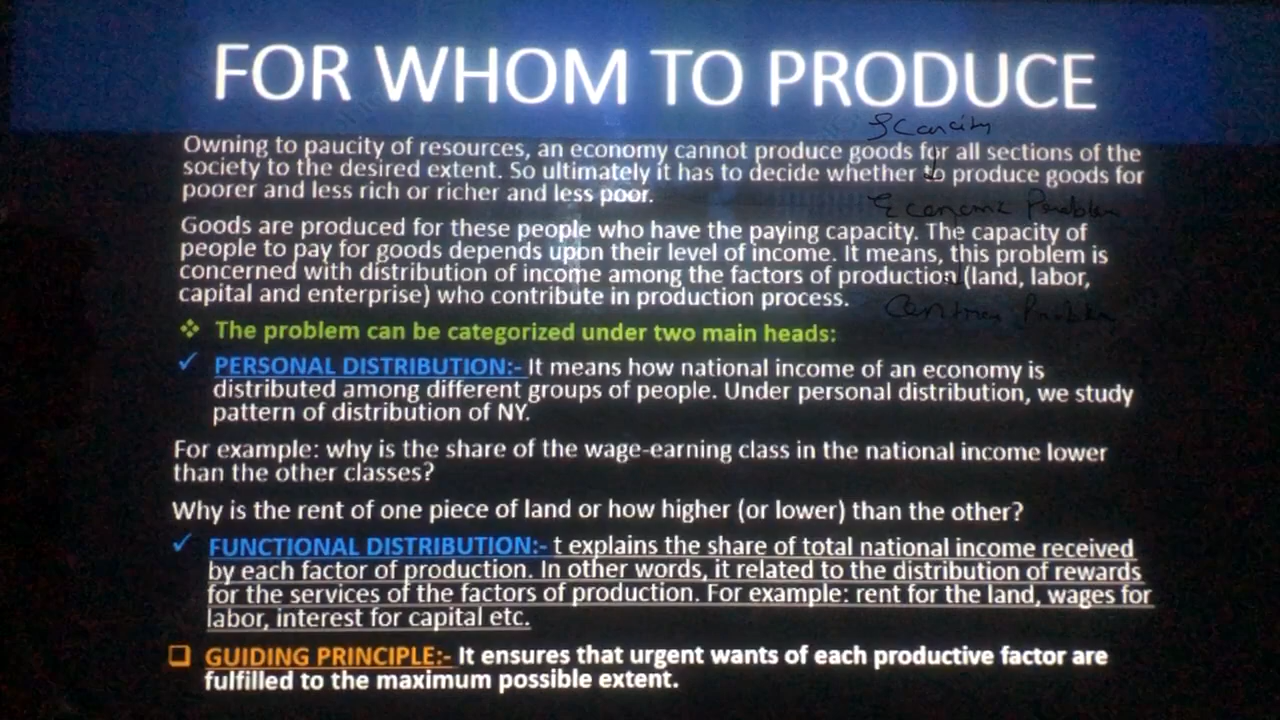 FOR WHOM TO PRODUCE
Scarcity
Owning to paucity of resources, an economy cannot produce goods for all sections of the
society to the desired extent. So ultimately it has to decide whether to produce goods for
poorer and less rich or richer and less poor.
Economic Problem
Goods are produced for these people who have the paying capacity. The capacity of
people to pay for goods depends upon their level of income. It means, this problem is
concerned with distribution of income among the factors of production (land, labor,
capital and enterprise) who contribute in production process.
❖ The problem can be categorized under two main heads:
✓ PERSONAL DISTRIBUTION:- It means how national income of an economy is
distributed among different groups of people. Under personal distribution, we study
pattern of distribution of NY.
For example: why is the share of the wage-earning class in the national income lower
than the other classes?
Why is the rent of one piece of land or how higher (or lower) than the other?
✓ FUNCTIONAL DISTRIBUTION:- t explains the share of total national income received
by each factor of production. In other words, it related to the distribution of rewards
for the services of the factors of production. For example: rent for the land, wages for
labor, interest for capital etc.
❑ GUIDING PRINCIPLE:- It ensures that urgent wants of each productive factor are
fulfilled to the maximum possible extent.